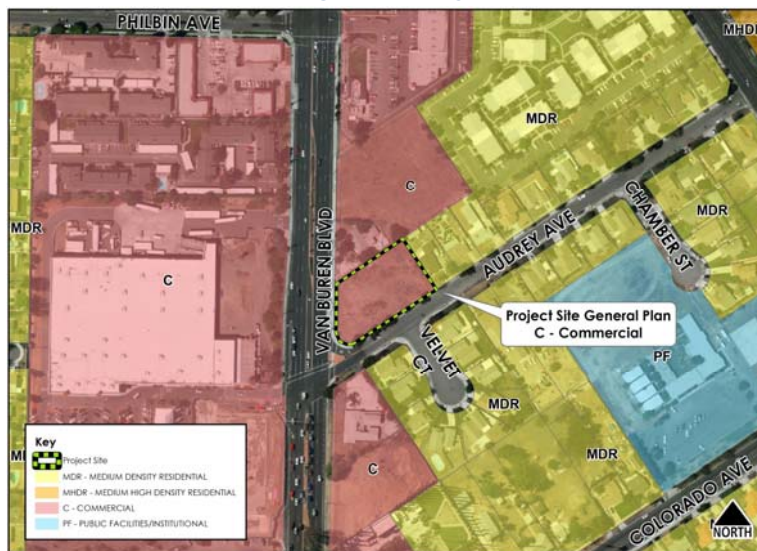 PHILBIN AVE
MHDR
MDR
C
MDR
CHAMBER ST
MDR
AUDREY AVE
C
VAN BUREN BLVD
Project Site General Plan
C - Commercial
VELVET CT
PF
MDR
MDR
C
COLORADO AVE
NORTH
Key
Project Site
MDR - MEDIUM DENSITY RESIDENTIAL
MHDR - MEDIUM HIGH DENSITY RESIDENTIAL
C - COMMERCIAL
PF - PUBLIC FACILITIES/INSTITUTIONAL